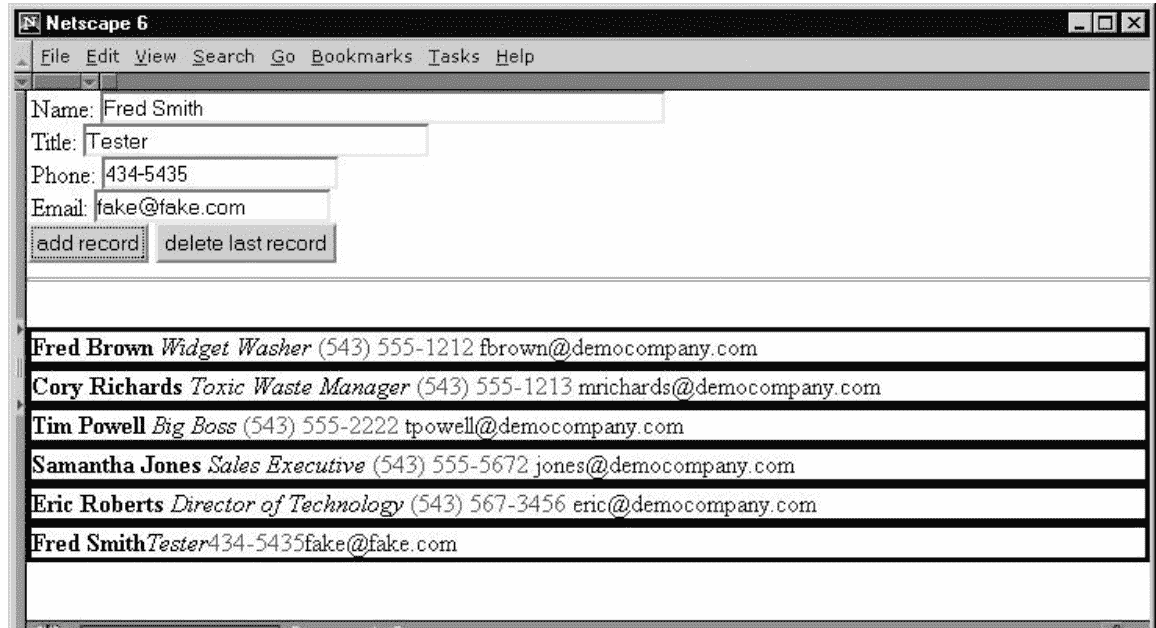 Netscape 6
File Edit View Search Go Bookmarks Tasks Help
Name: Fred Smith
Title: Tester
Phone: 434-5435
Email: fake@fake.com
add record delete last record
Fred Brown Widget Washer (543) 555-1212 fbrown@democompany.com
Cory Richards Toxic Waste Manager (543) 555-1213 mrichards@democompany.com
Tim Powell Big Boss (543) 555-2222 tpowell@democompany.com
Samantha Jones Sales Executive (543) 555-5672 jones@democompany.com
Eric Roberts Director of Technology (543) 567-3456 eric@democompany.com
Fred SmithTester434-5435fake@fake.com